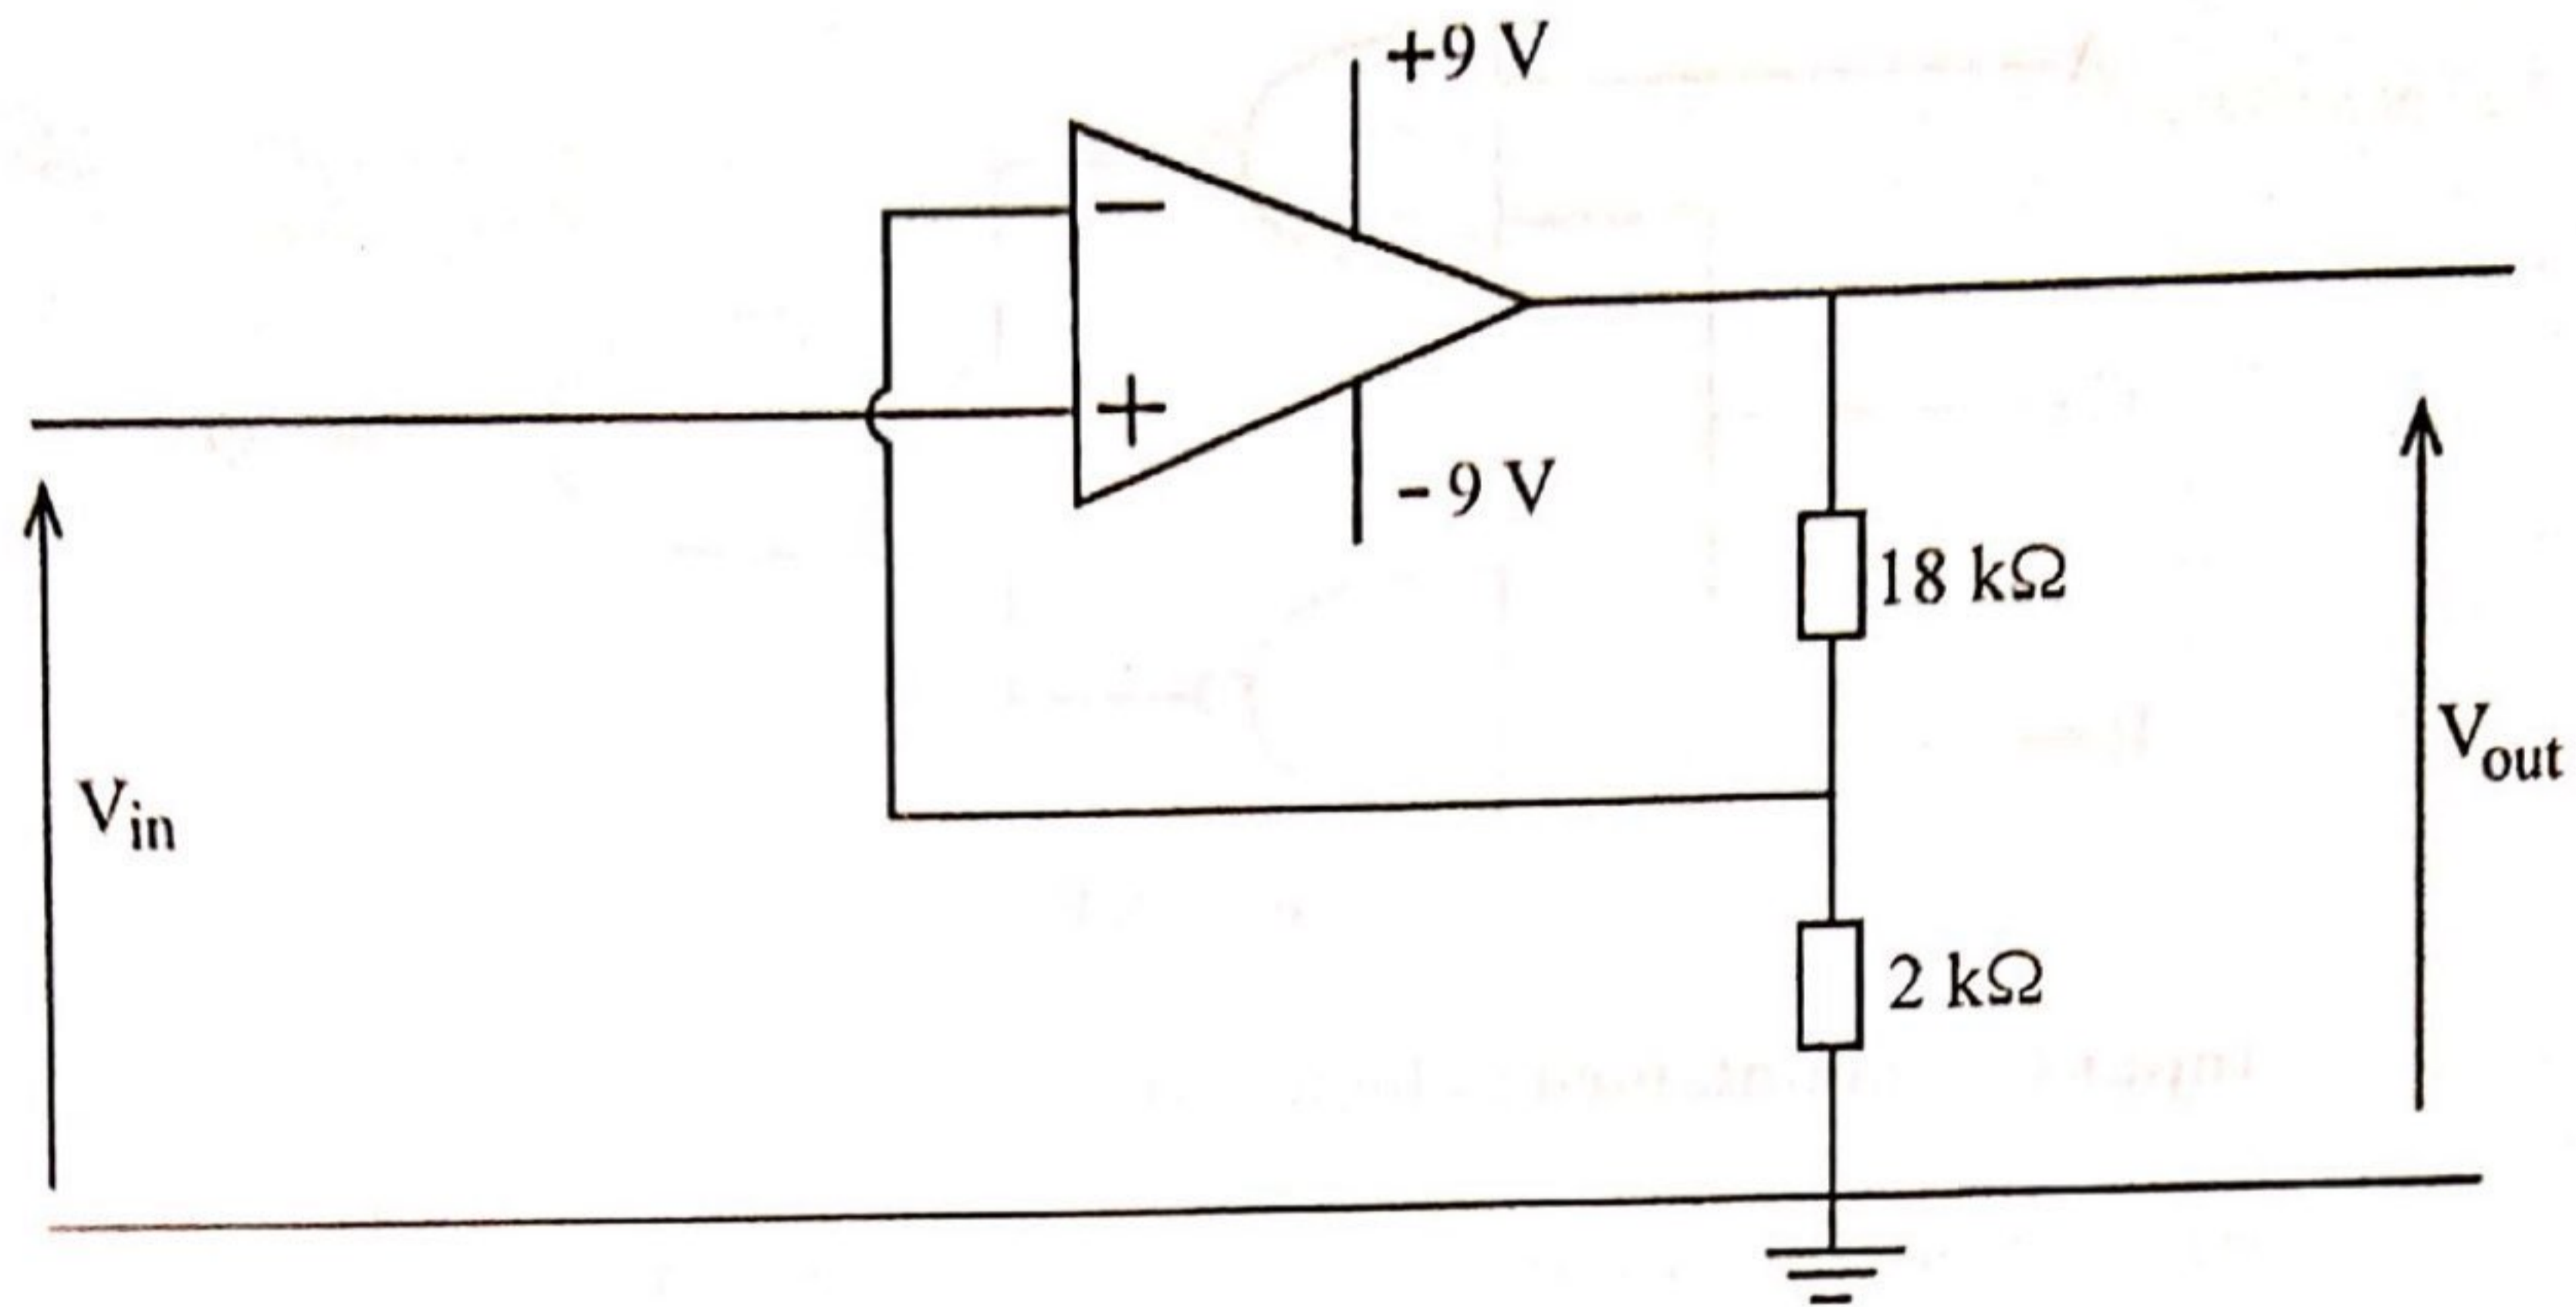 +9 V
−
+
- 9 V
18 kΩ
Vin
Vout
2 kΩ